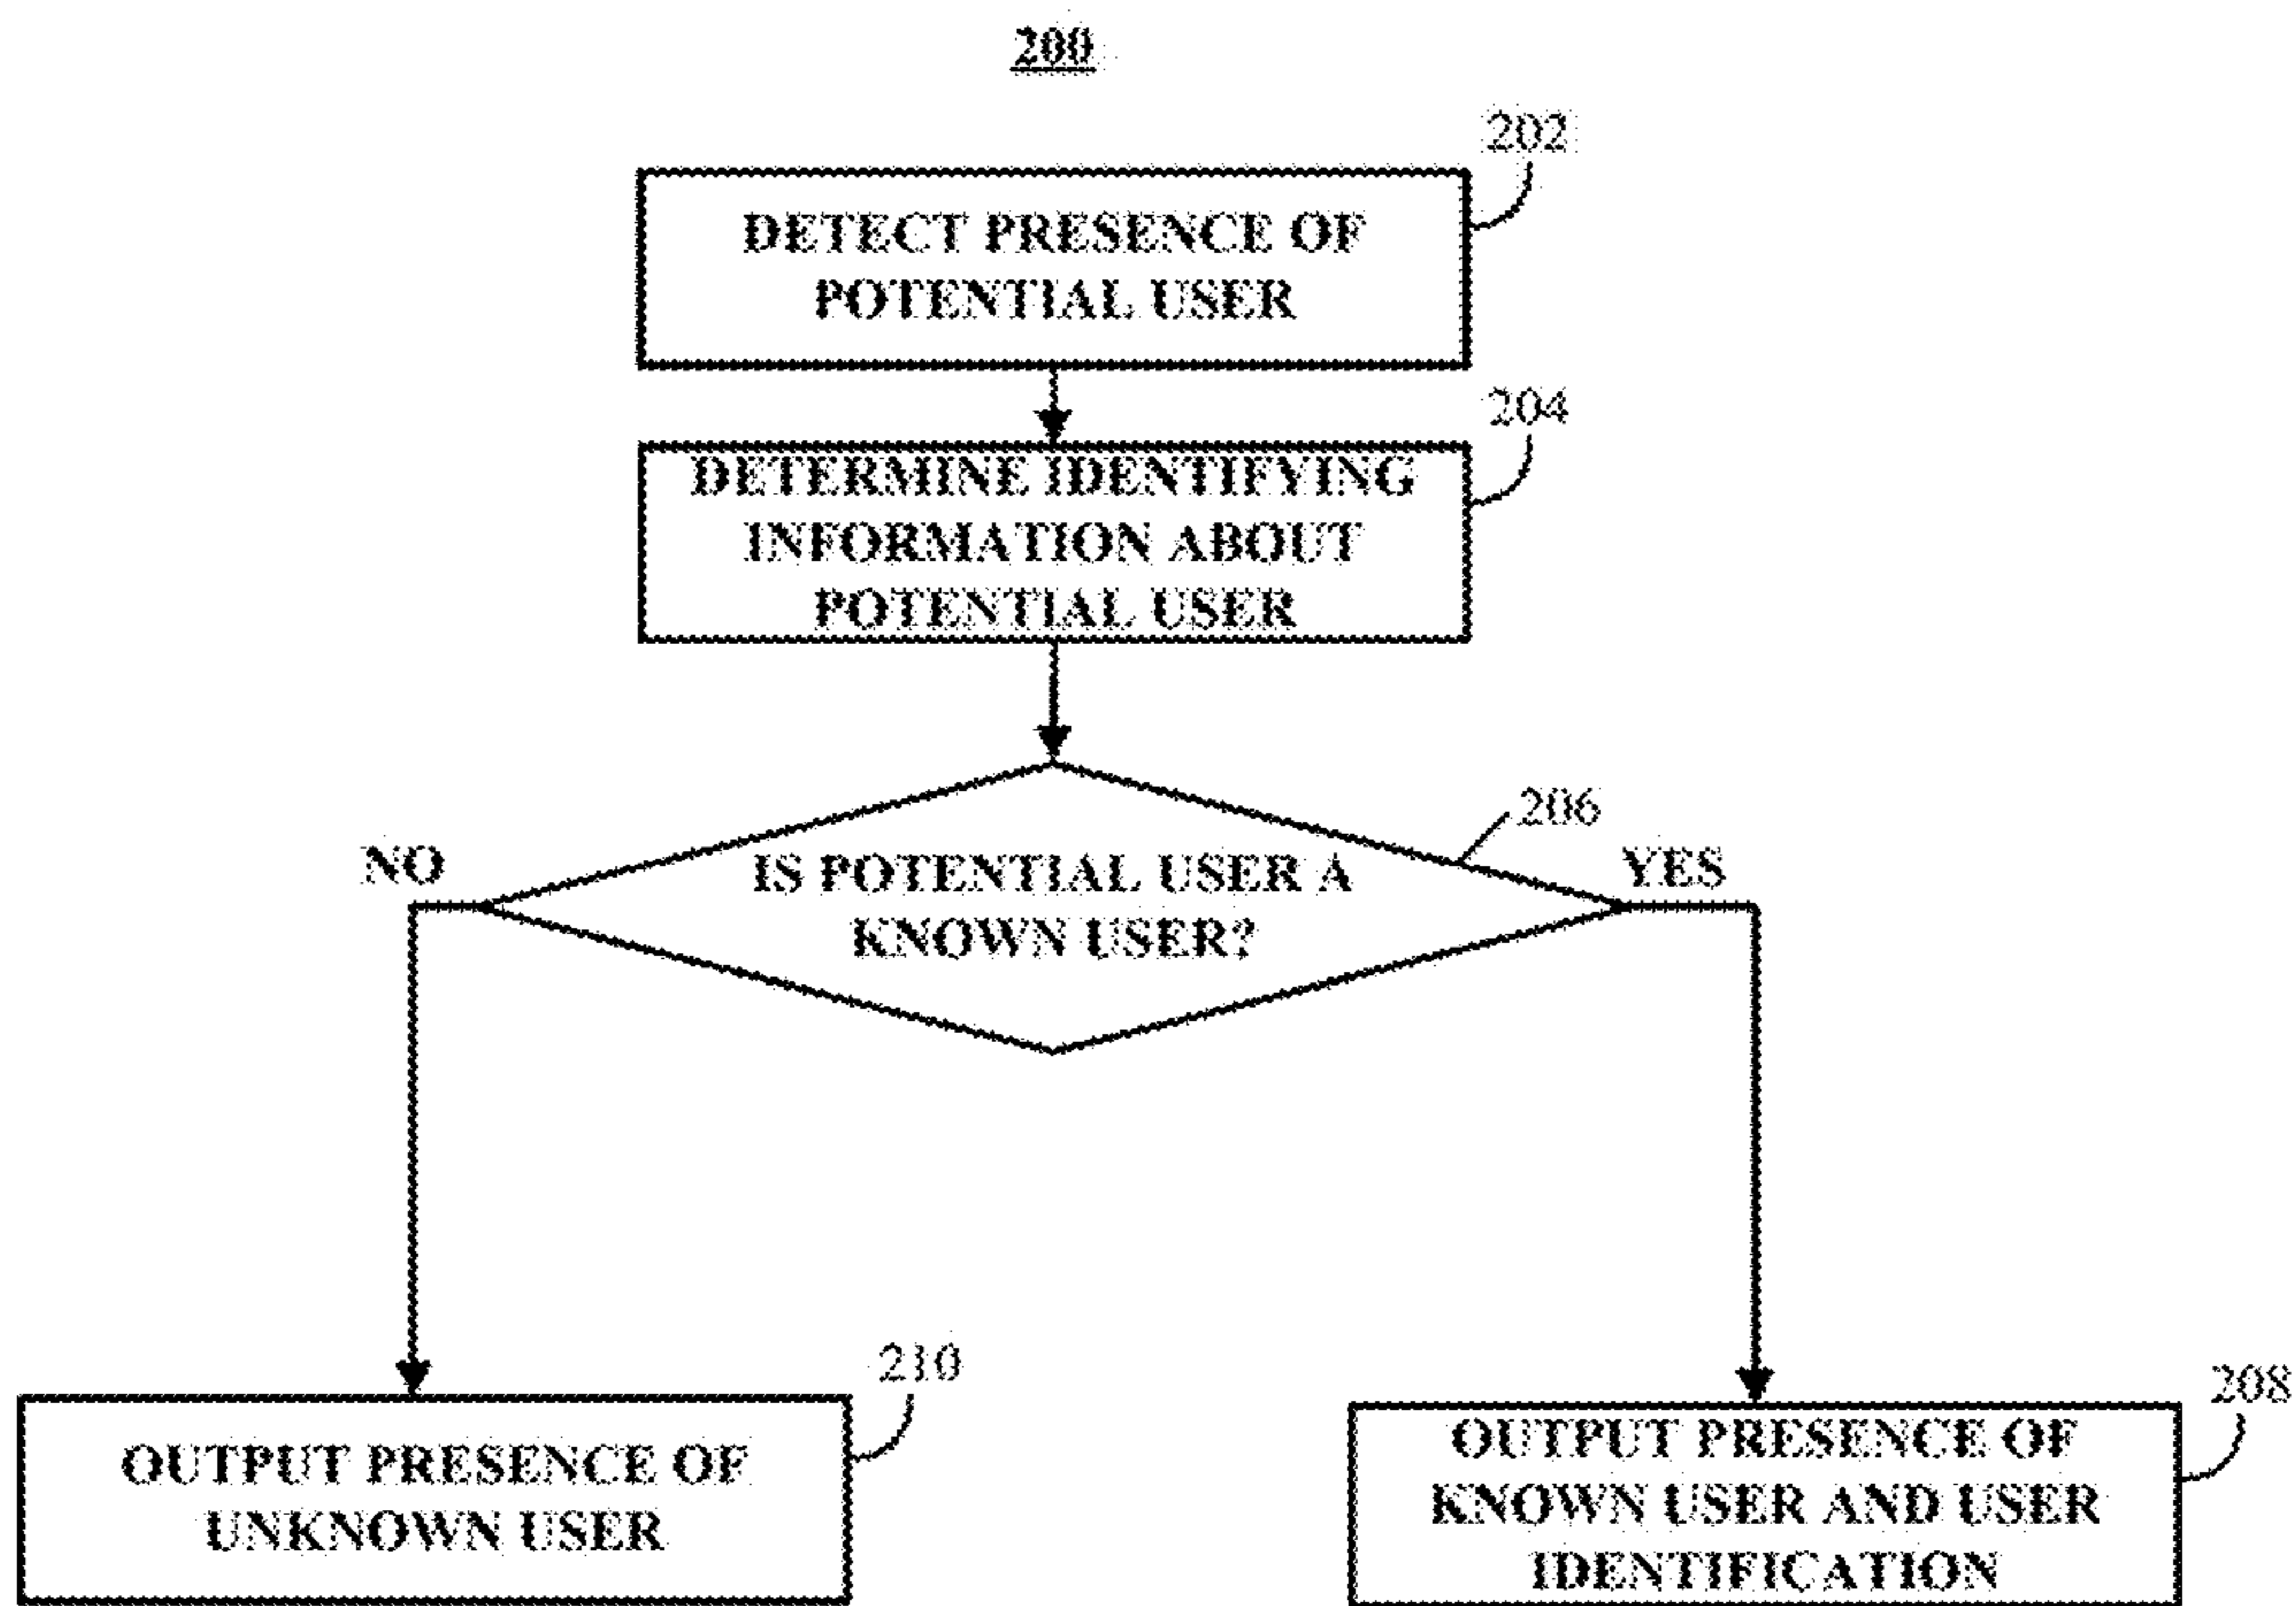 200
202
DETECT PRESENCE OF
POTENTIAL USER
204
DETERMINE IDENTIFYING
INFORMATION ABOUT
POTENTIAL USER
206
NO
YES
IS POTENTIAL USER A
KNOWN USER?
210
OUTPUT PRESENCE OF
UNKNOWN USER
208
OUTPUT PRESENCE OF
KNOWN USER AND USER
IDENTIFICATION